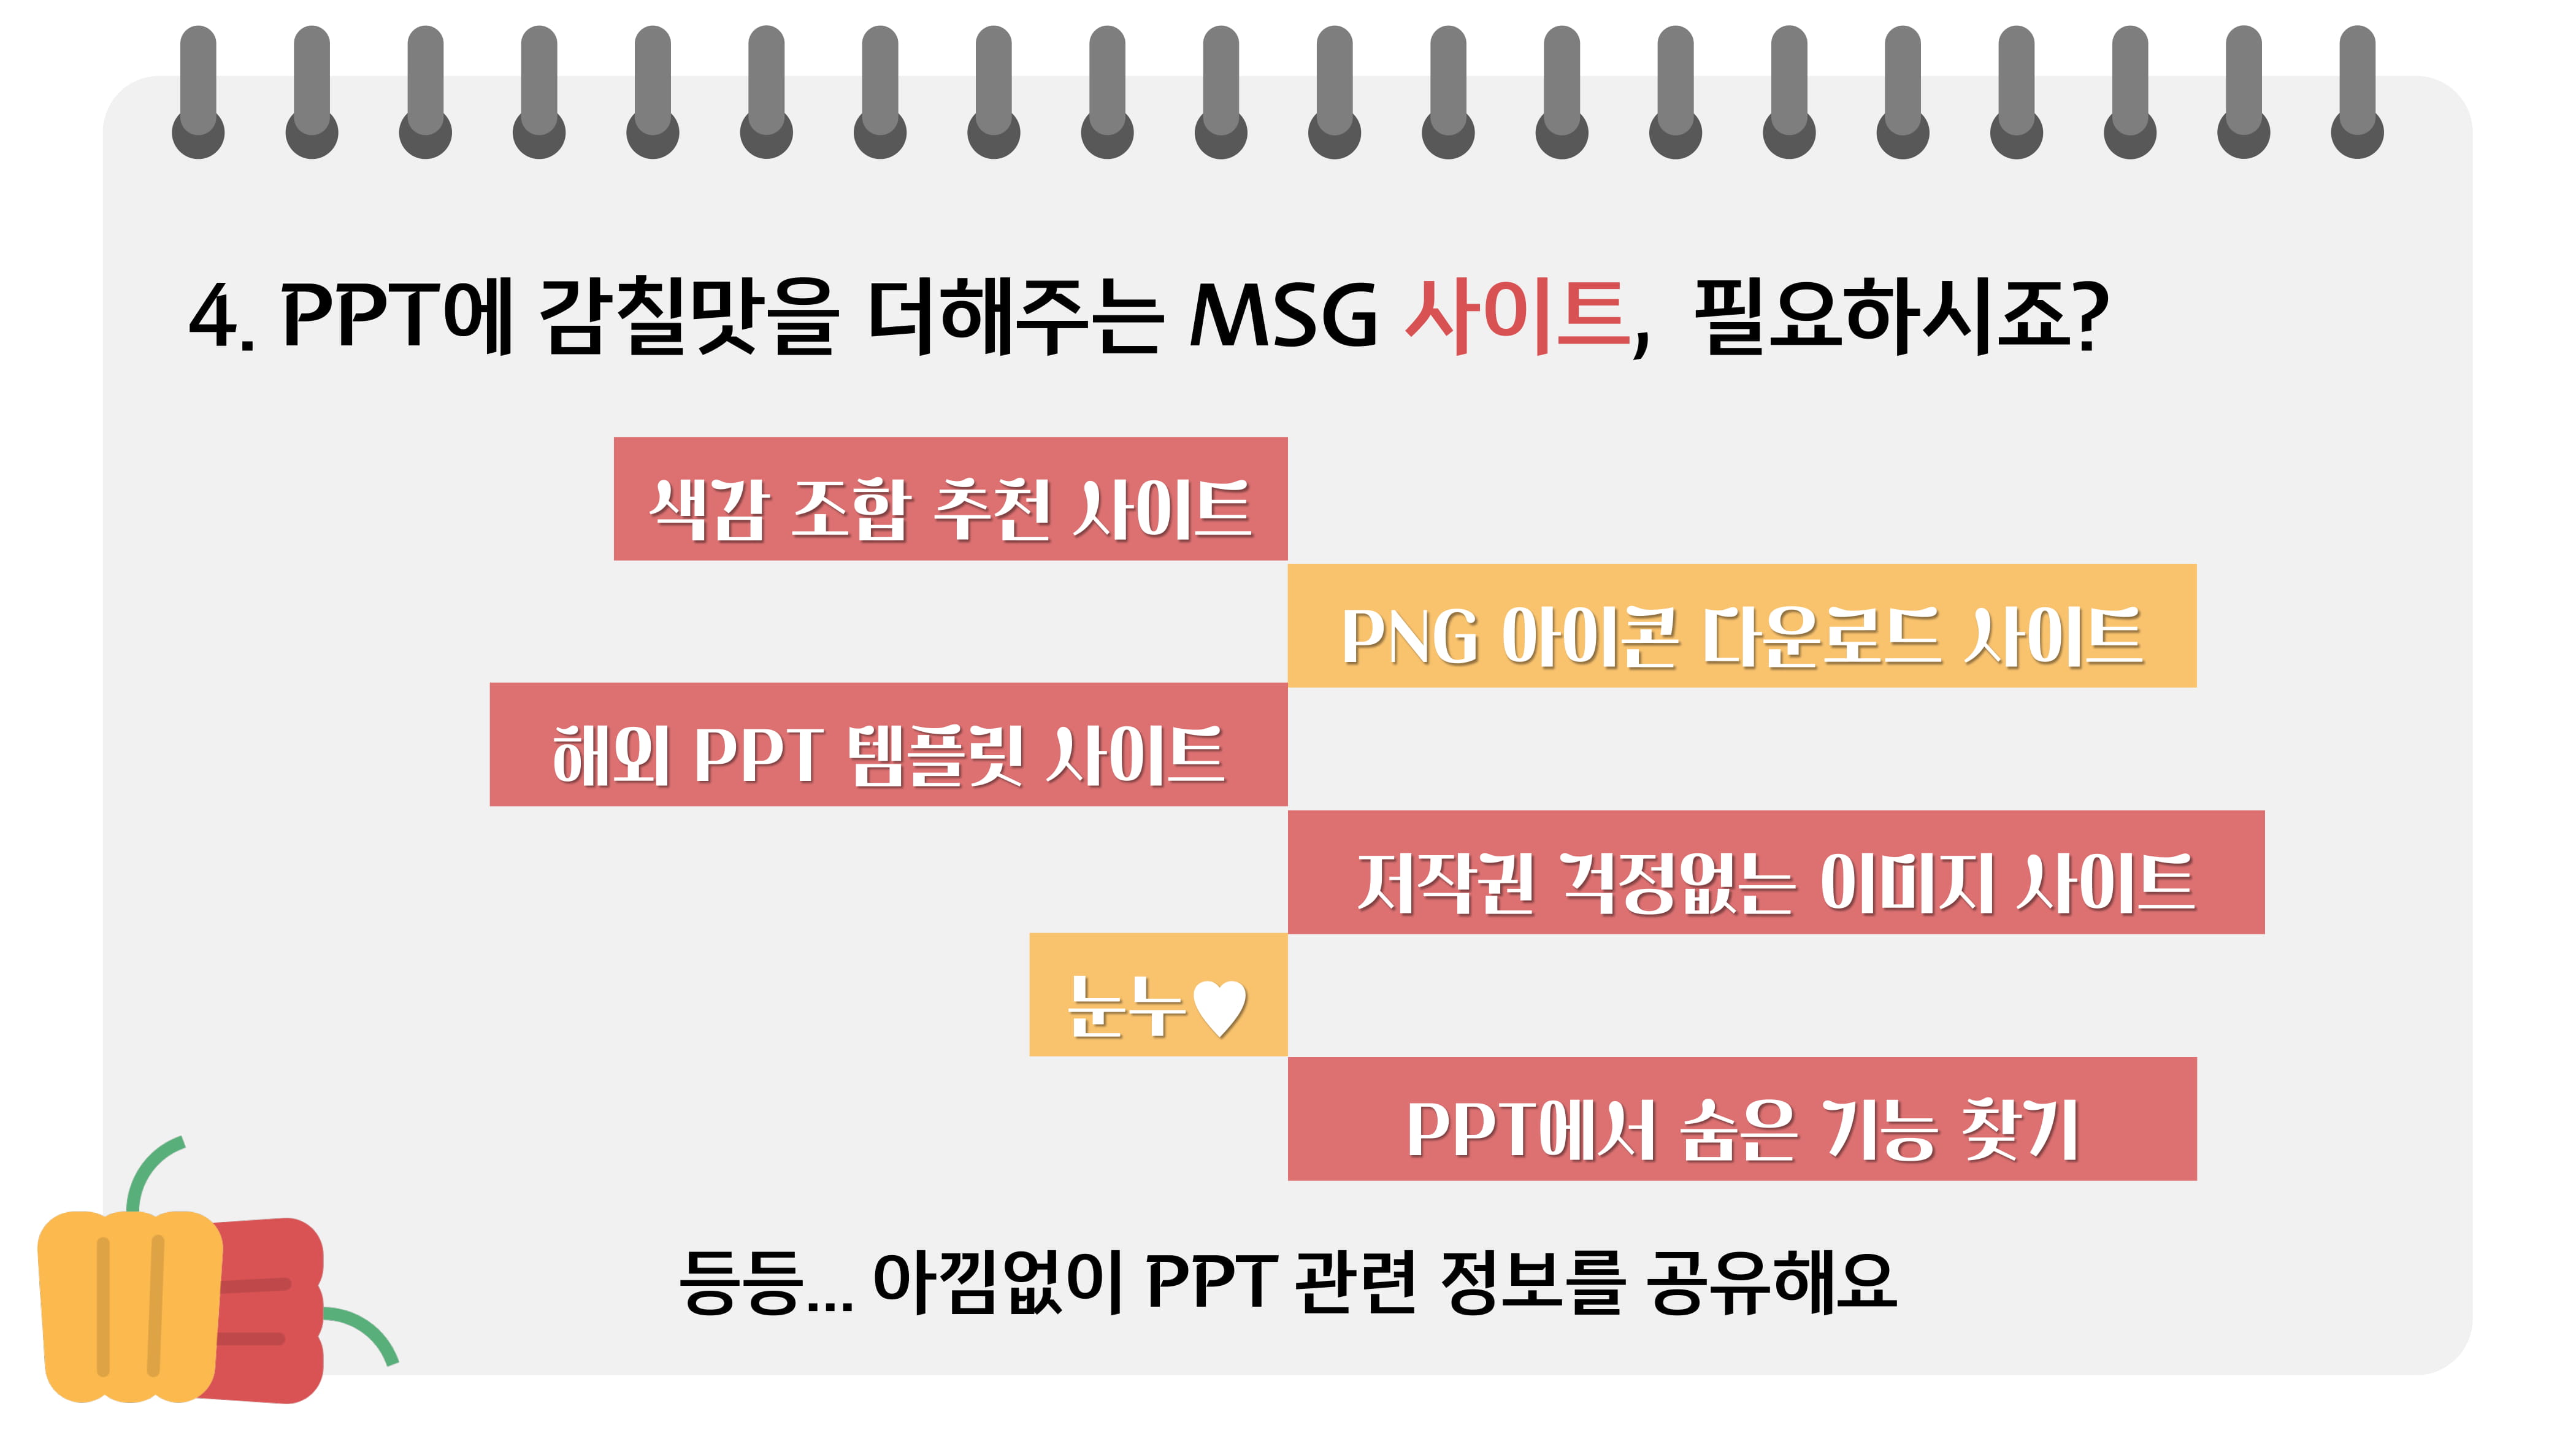 4. PPT에 감칠맛을 더해주는 MSG 사이트, 필요하시죠?
색감 조합 추천 사이트
PNG 아이콘 다운로드 사이트
해외 PPT 템플릿 사이트
저작권 걱정없는 이미지 사이트
눈누♥
PPT에서 숨은 기능 찾기
등등... 아낌없이 PPT 관련 정보를 공유해요